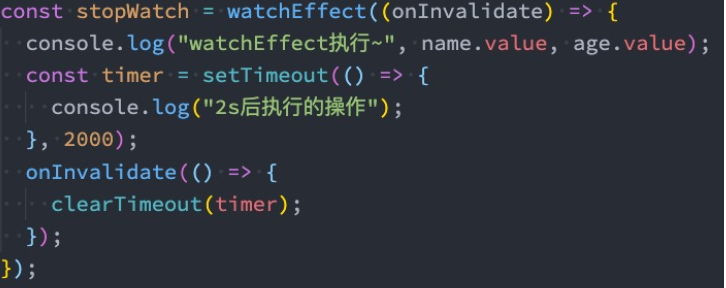 const stopWatch = watchEffect((onInvalidate) => {
  console.log("watchEffect执行~", name.value, age.value);
  const timer = setTimeout(() => {
    console.log("2s后执行的操作");
  }, 2000);
  onInvalidate(() => {
    clearTimeout(timer);
  });
});